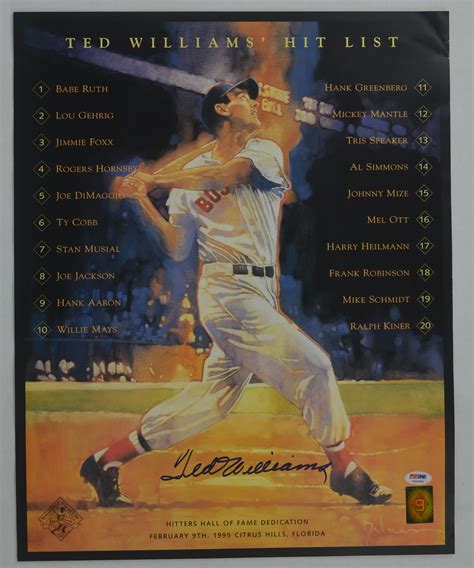 TED WILLIAMS' HIT LIST
1 BABE RUTH
2 LOU GEHRIG
3 JIMMIE FOXX
4 ROGERS HORNSBY
5 JOE DIMAGGIO
6 TY COBB
7 STAN MUSIAL
8 JOE JACKSON
9 HANK AARON
10 WILLIE MAYS
HANK GREENBERG 11
MICKEY MANTLE 12
TRIS SPEAKER 13
AL SIMMONS 14
JOHNNY MIZE 15
MEL OTT 16
HARRY HEILMANN 17
FRANK ROBINSON 18
MIKE SCHMIDT 19
RALPH KINER 20
BOS
Ted Williams
HITTERS HALL OF FAME DEDICATION
FEBRUARY 9TH, 1995 CITRUS HILLS, FLORIDA
9